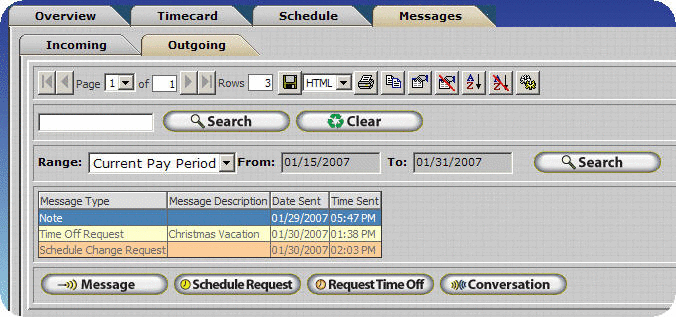 Overview Timecard Schedule Messages
Incoming Outgoing
Page 1 of 1 Rows 3 HTML
Search Clear
Range: Current Pay Period From: 01/15/2007 To: 01/31/2007 Search
Message Type Message Description Date Sent Time Sent
Note 01/29/2007 05:47 PM
Time Off Request Christmas Vacation 01/30/2007 01:38 PM
Schedule Change Request 01/30/2007 02:03 PM
Message Schedule Request Request Time Off Conversation